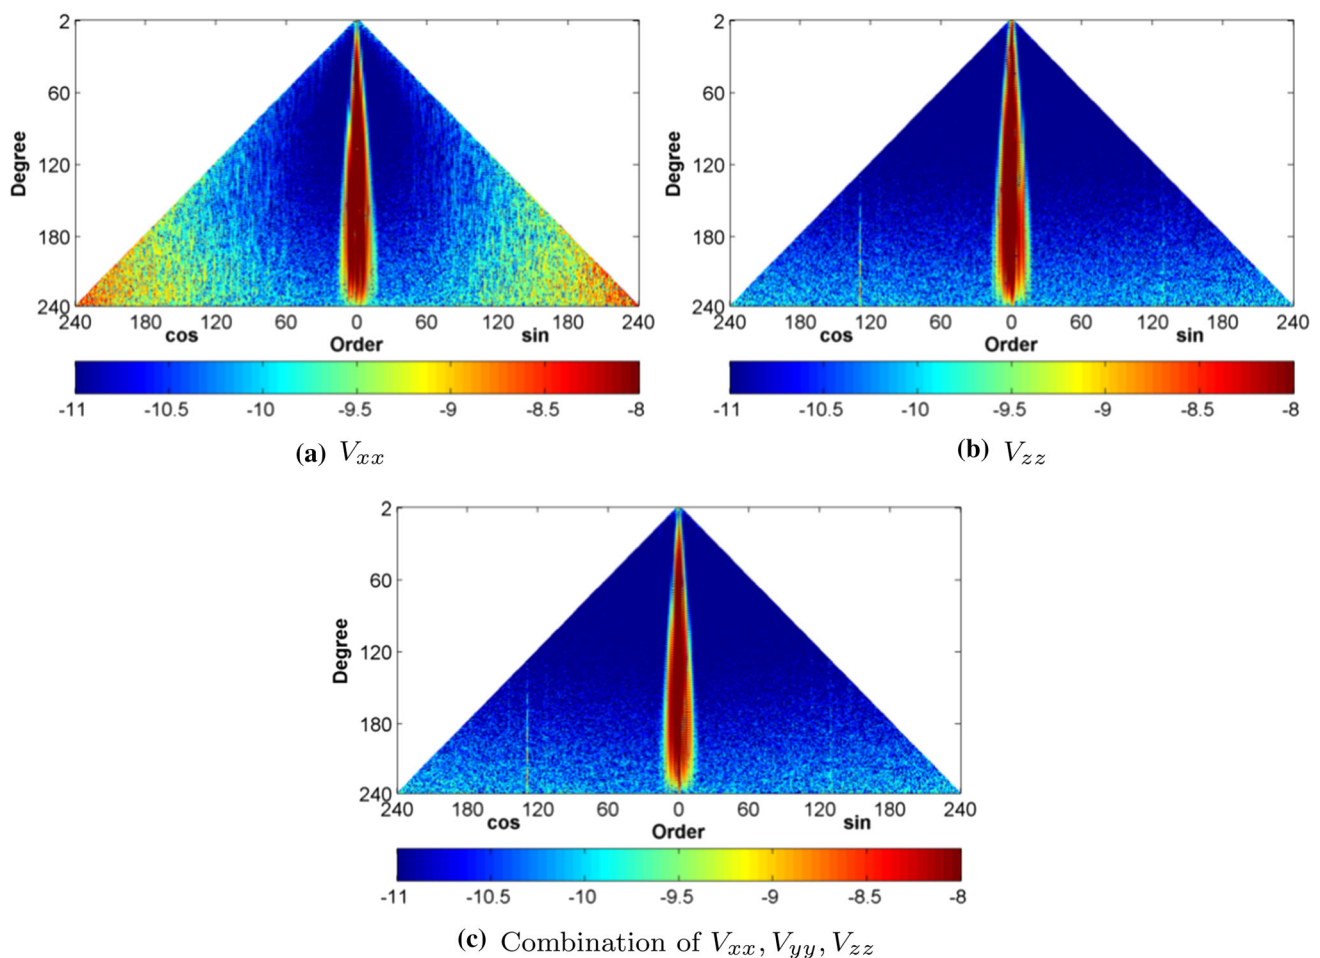 2
60
120
180
240
Degree
240 180 120 60 0 60 120 180 240
cos sin
Order
-11 -10.5 -10 -9.5 -9 -8.5 -8
(a) Vxx
2
60
120
180
240
Degree
240 180 120 60 0 60 120 180 240
cos sin
Order
-11 -10.5 -10 -9.5 -9 -8.5 -8
(b) Vzz
2
60
120
180
240
Degree
240 180 120 60 0 60 120 180 240
cos sin
Order
-11 -10.5 -10 -9.5 -9 -8.5 -8
(c) Combination of Vxx, Vyy, Vzz